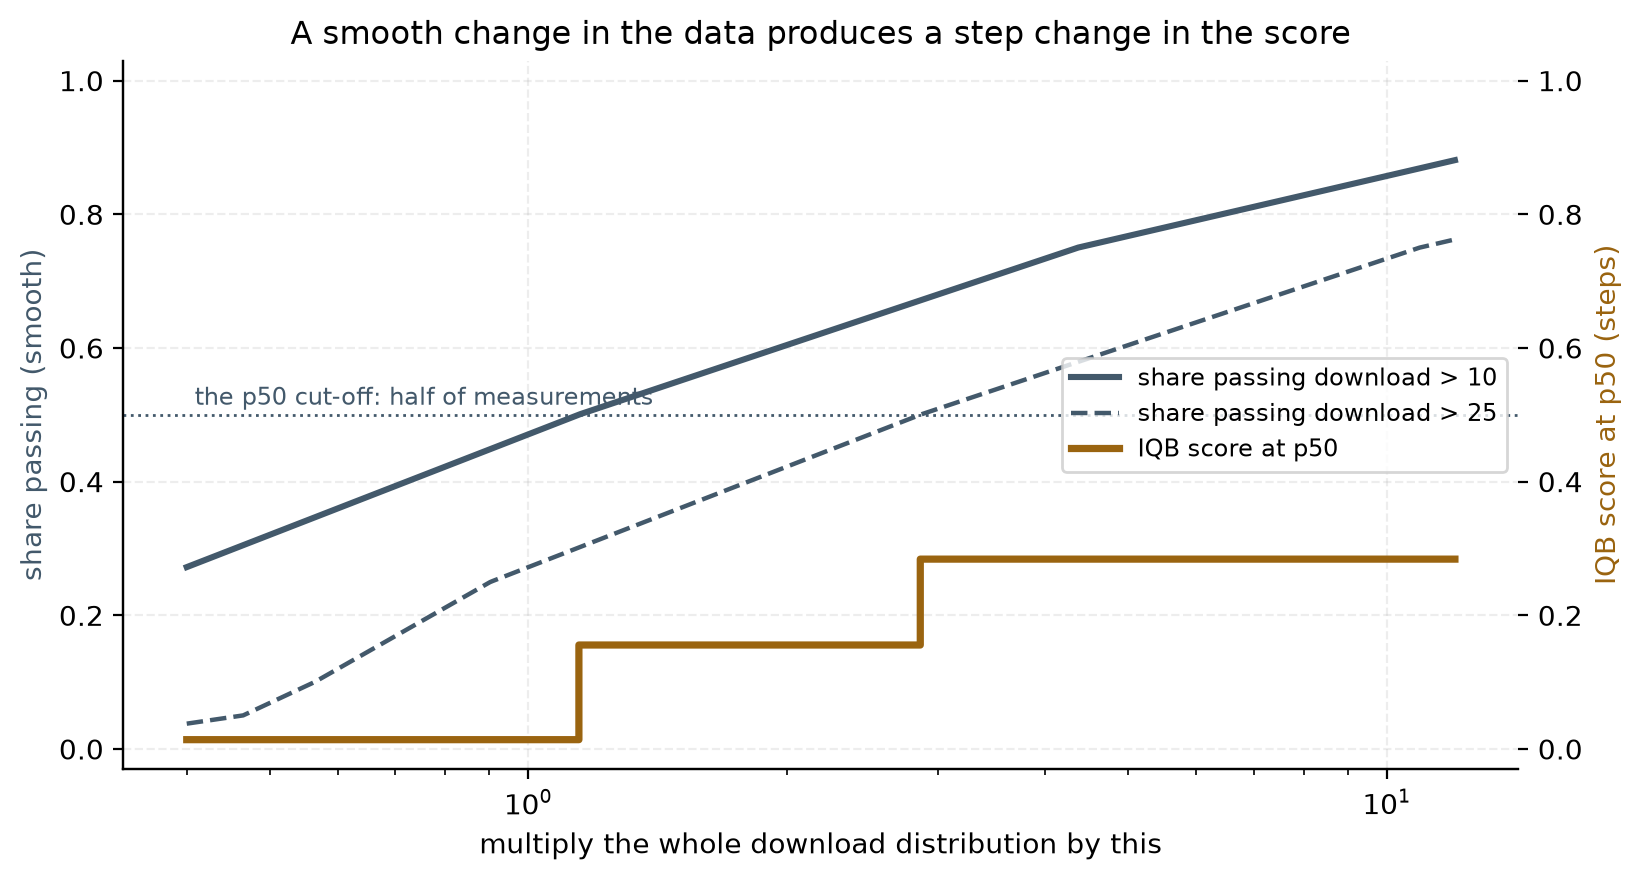 A smooth change in the data produces a step change in the score
share passing (smooth)
1.0
0.8
0.6
0.4
0.2
0.0
the p50 cut-off: half of measurements
share passing download > 10
share passing download > 25
IQB score at p50
1.0
0.8
0.6
0.4
0.2
0.0
IQB score at p50 (steps)
10⁰
10¹
multiply the whole download distribution by this